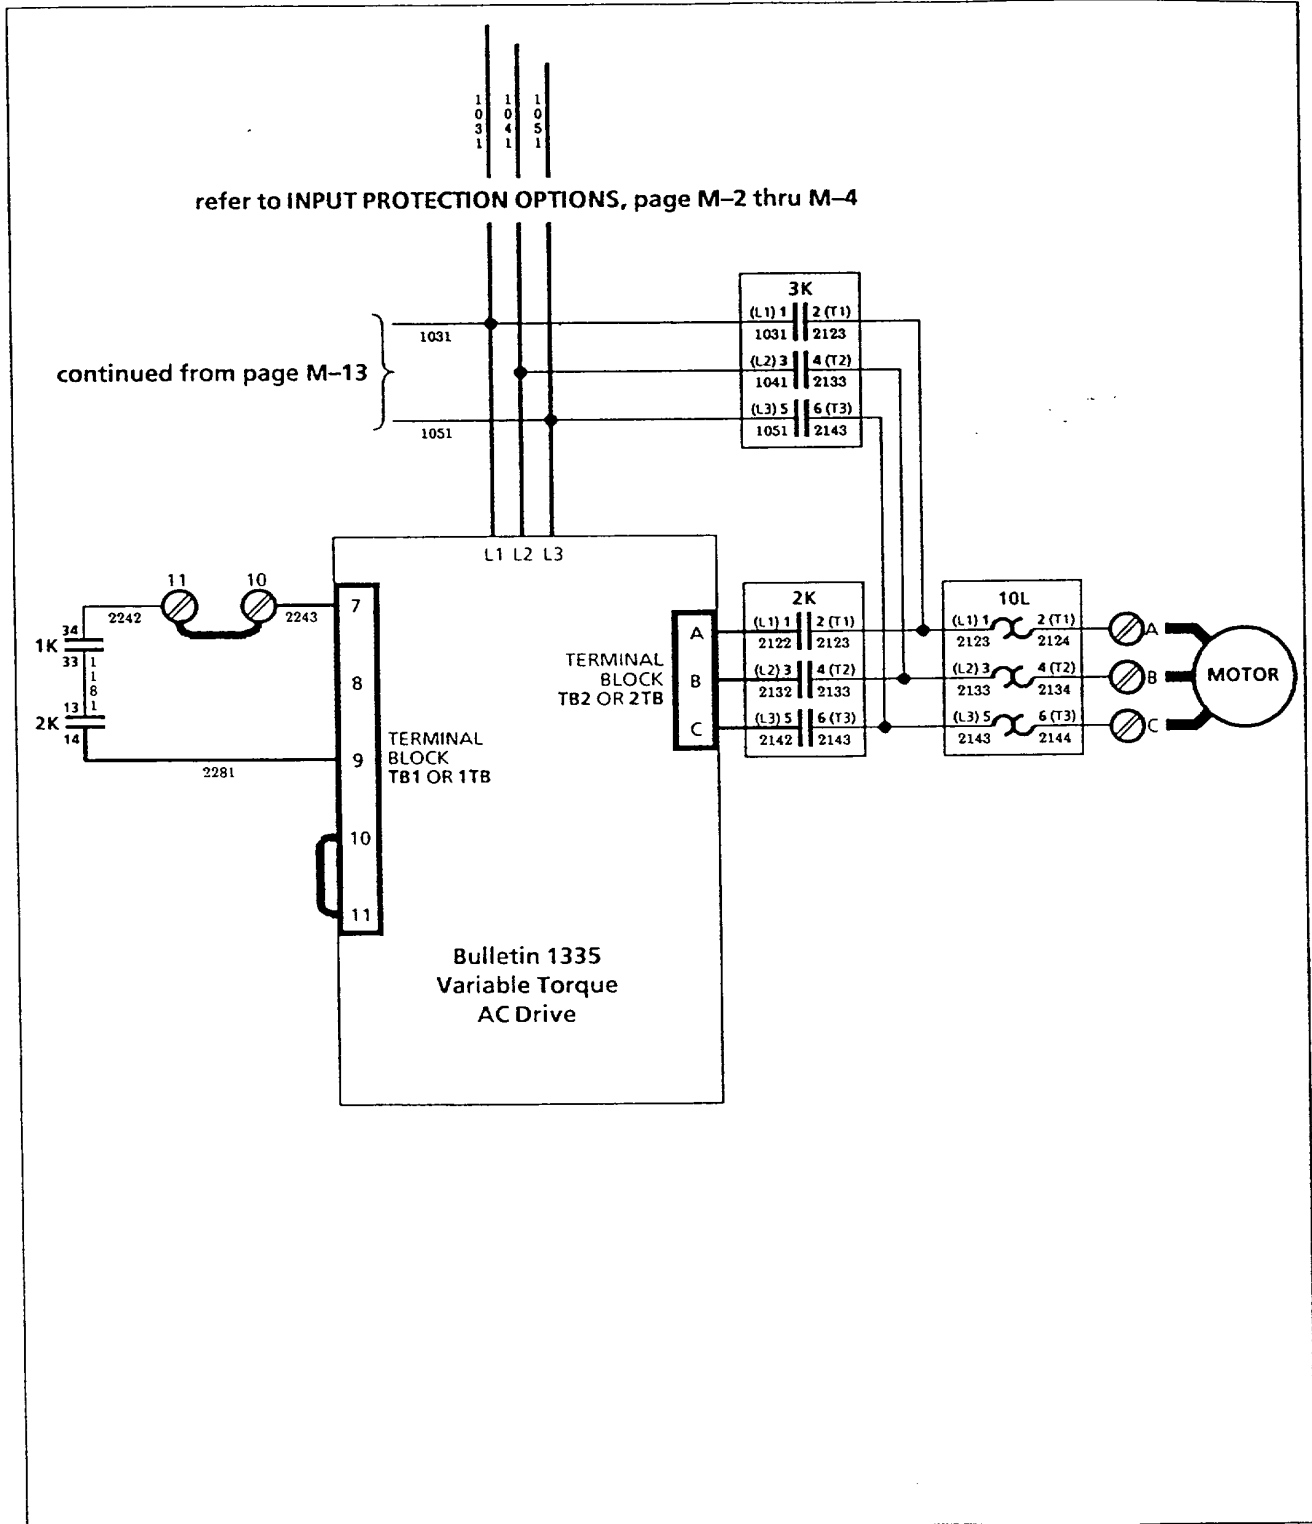 1031
1041
1051
refer to INPUT PROTECTION OPTIONS, page M–2 thru M–4
3K
(L1) 1 2 (T1)
1031 2123
(L2) 3 4 (T2)
1041 2133
(L3) 5 6 (T3)
1051 2143
1031
continued from page M–13
1051
L1 L2 L3
11 10
2242 2243
7
34
1K
33
1181
8
13
2K
14
9
2281
TERMINAL
BLOCK
TB1 OR 1TB
10
11
TERMINAL
BLOCK
TB2 OR 2TB
A
B
C
2K
(L1) 1 2 (T1)
2122 2123
(L2) 3 4 (T2)
2132 2133
(L3) 5 6 (T3)
2142 2143
10L
(L1) 1 2 (T1)
2123 2124
(L2) 3 4 (T2)
2133 2134
(L3) 5 6 (T3)
2143 2144
A
B
C
MOTOR
Bulletin 1335
Variable Torque
AC Drive